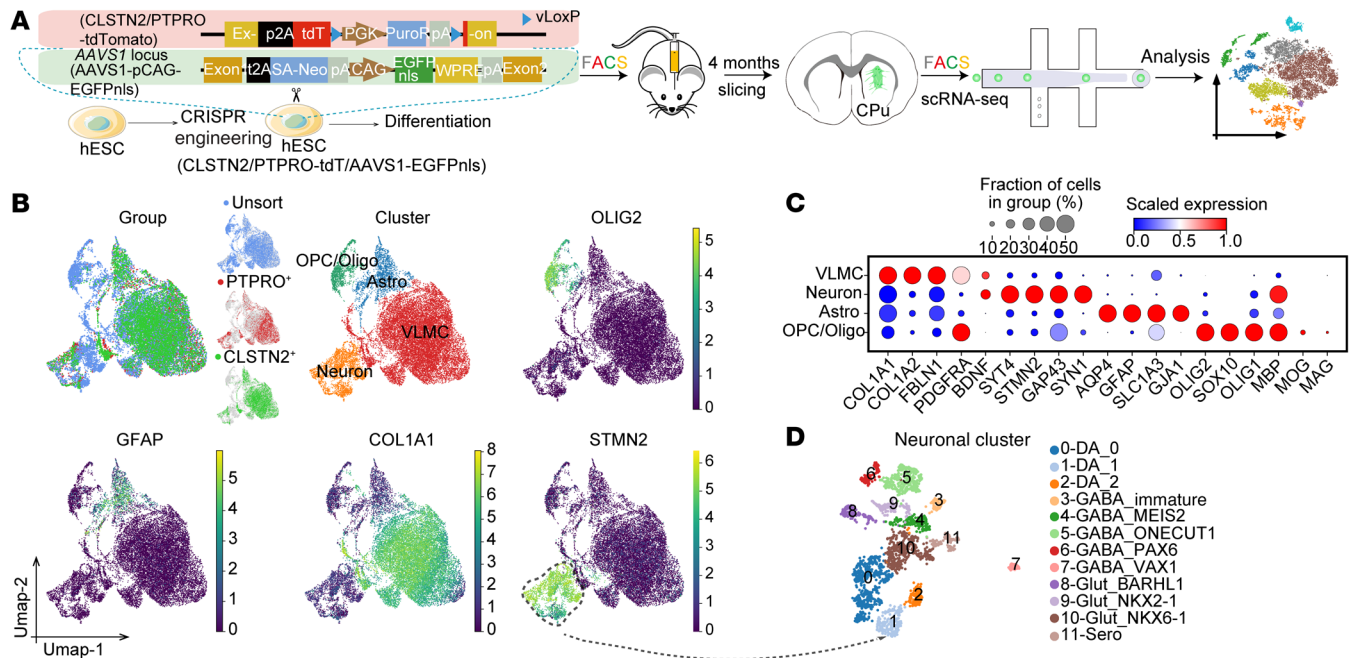 A
(CLSTN2/PTPRO
-tdTomato)
Ex- p2A tdT PGK PuroR pA -on
vLoxP
AAVS1 locus
(AAVS1-pCAG-
EGFPnls)
Exon t2A SA-Neo pA CAG EGFP nls WPRE pA Exon2
hESC
CRISPR
engineering
hESC
Differentiation
(CLSTN2/PTPRO-tdT/AAVS1-EGFPnls)
FACS
4 months
slicing
CPu
FACS
scRNA-seq
Analysis
B
Group
Unsort
PTPRO+
CLSTN2+
Cluster
OPC/Oligo
Astro
VLMC
Neuron
OLIG2
5
4
3
2
1
0
GFAP
5
4
3
2
1
0
Umap-2
Umap-1
COL1A1
8
7
6
5
4
3
2
1
0
STMN2
6
5
4
3
2
1
0
C
Fraction of cells
in group (%)
10 20 30 40 50
Scaled expression
0.0 0.5 1.0
VLMC
Neuron
Astro
OPC/Oligo
COL1A1
COL1A2
FBLN1
PDGFRA
BDNF
SYT4
STMN2
GAP43
SYN1
AQP4
GFAP
SLC1A3
GJA1
OLIG2
SOX10
OLIG1
MBP
MOG
MAG
D
Neuronal cluster
6
5
3
9
8
4
10
11
7
0
2
1
0-DA_0
1-DA_1
2-DA_2
3-GABA_immature
4-GABA_MEIS2
5-GABA_ONECUT1
6-GABA_PAX6
7-GABA_VAX1
8-Glut_BARHL1
9-Glut_NKX2-1
10-Glut_NKX6-1
11-Sero